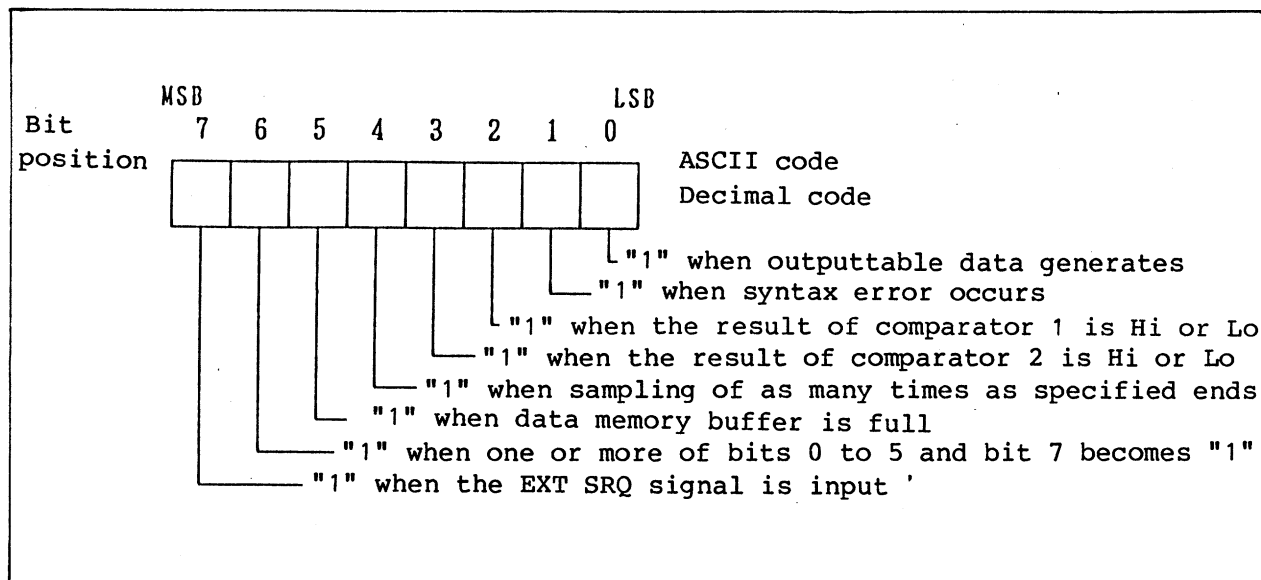 MSB LSB
Bit 7 6 5 4 3 2 1 0
position ASCII code
Decimal code
"1" when outputtable data generates
"1" when syntax error occurs
"1" when the result of comparator 1 is Hi or Lo
"1" when the result of comparator 2 is Hi or Lo
"1" when sampling of as many times as specified ends
"1" when data memory buffer is full
"1" when one or more of bits 0 to 5 and bit 7 becomes "1"
"1" when the EXT SRQ signal is input '